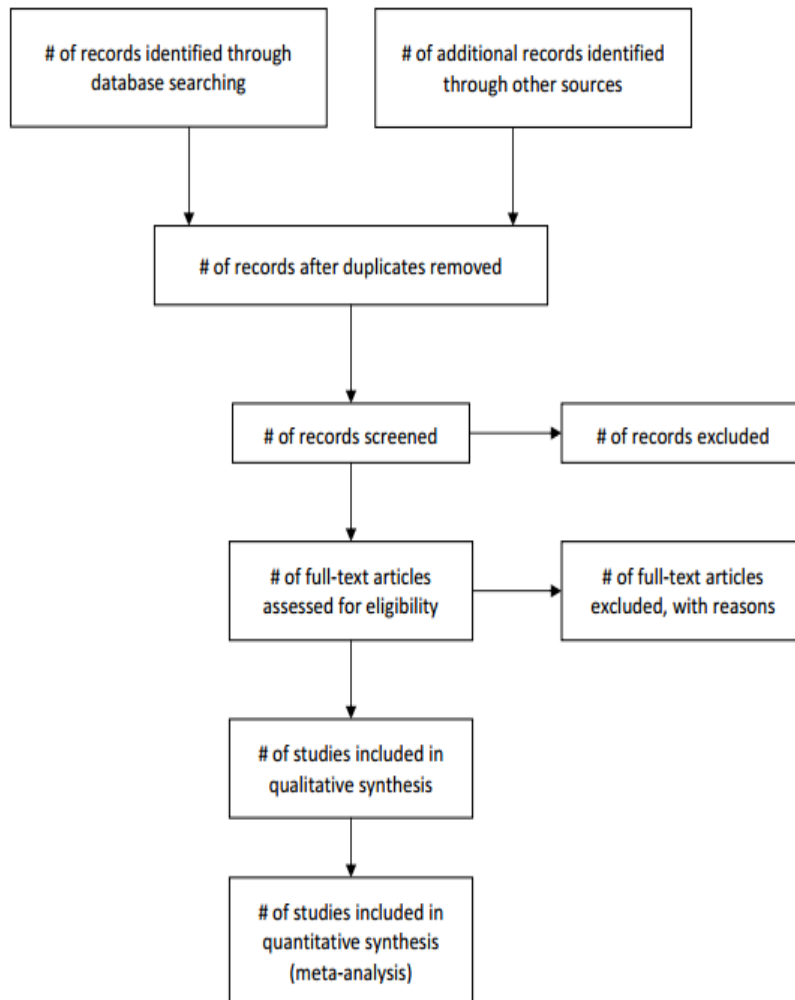 # of records identified through
database searching
# of additional records identified
through other sources
# of records after duplicates removed
# of records screened
# of records excluded
# of full-text articles
assessed for eligibility
# of full-text articles
excluded, with reasons
# of studies included in
qualitative synthesis
# of studies included in
quantitative synthesis
(meta-analysis)